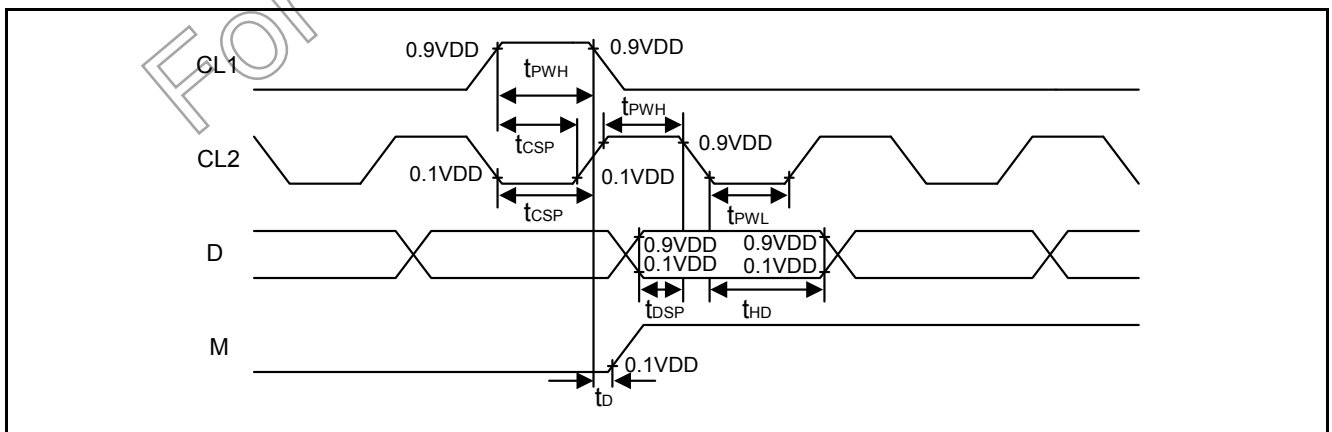 For
0.9VDD
0.9VDD
CL1
tPWH
tPWH
tCSP
0.9VDD
CL2
0.1VDD
0.1VDD
tCSP
tPWL
D
0.9VDD
0.9VDD
0.1VDD
0.1VDD
tDSP
tHD
M
0.1VDD
tD